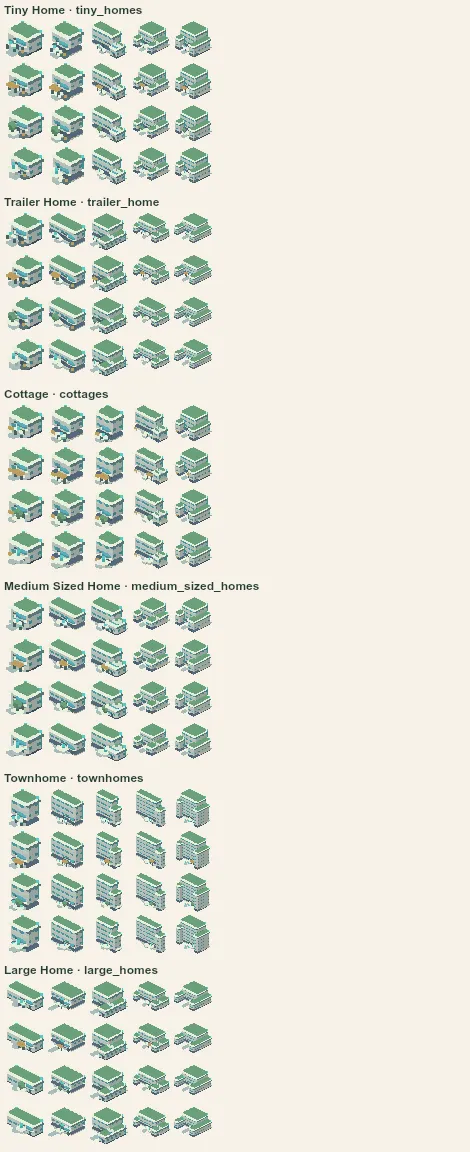 Tiny Home · tiny_homes
Trailer Home · trailer_home
Cottage · cottages
Medium Sized Home · medium_sized_homes
Townhome · townhomes
Large Home · large_homes